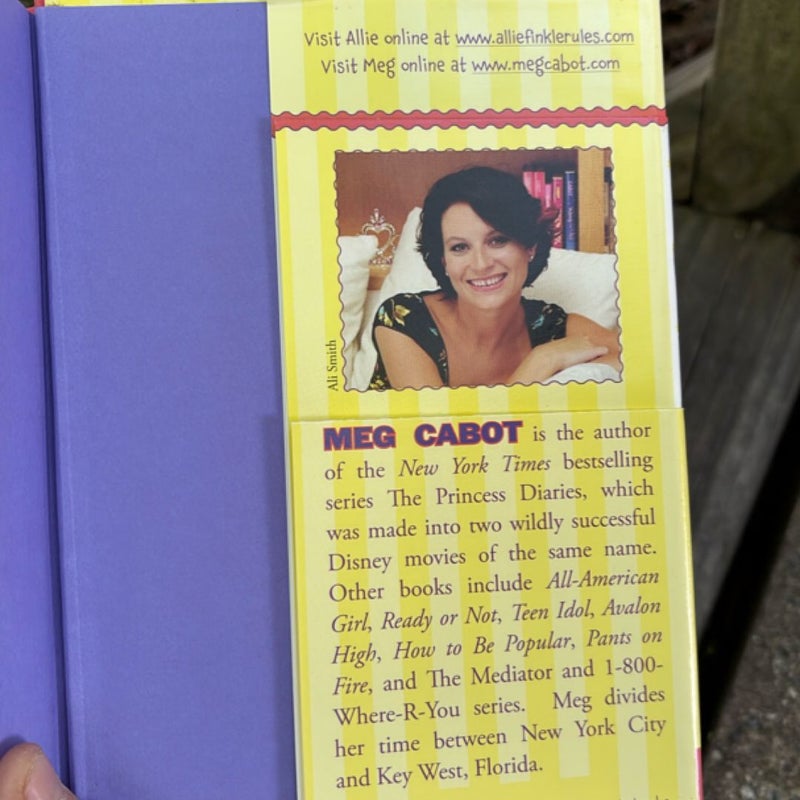 Visit Allie online at www.alliefinklerules.com
Visit Meg online at www.megcabot.com
Ali Smith
MEG CABOT is the author
of the New York Times bestselling
series The Princess Diaries, which
was made into two wildly successful
Disney movies of the same name.
Other books include All-American
Girl, Ready or Not, Teen Idol, Avalon
High, How to Be Popular, Pants on
Fire, and The Mediator and 1-800-
Where-R-You series. Meg divides
her time between New York City
and Key West, Florida.